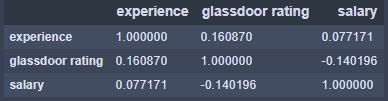 experience glassdoor rating salary
experience 1.000000 0.160870 0.077171
glassdoor rating 0.160870 1.000000 -0.140196
salary 0.077171 -0.140196 1.000000